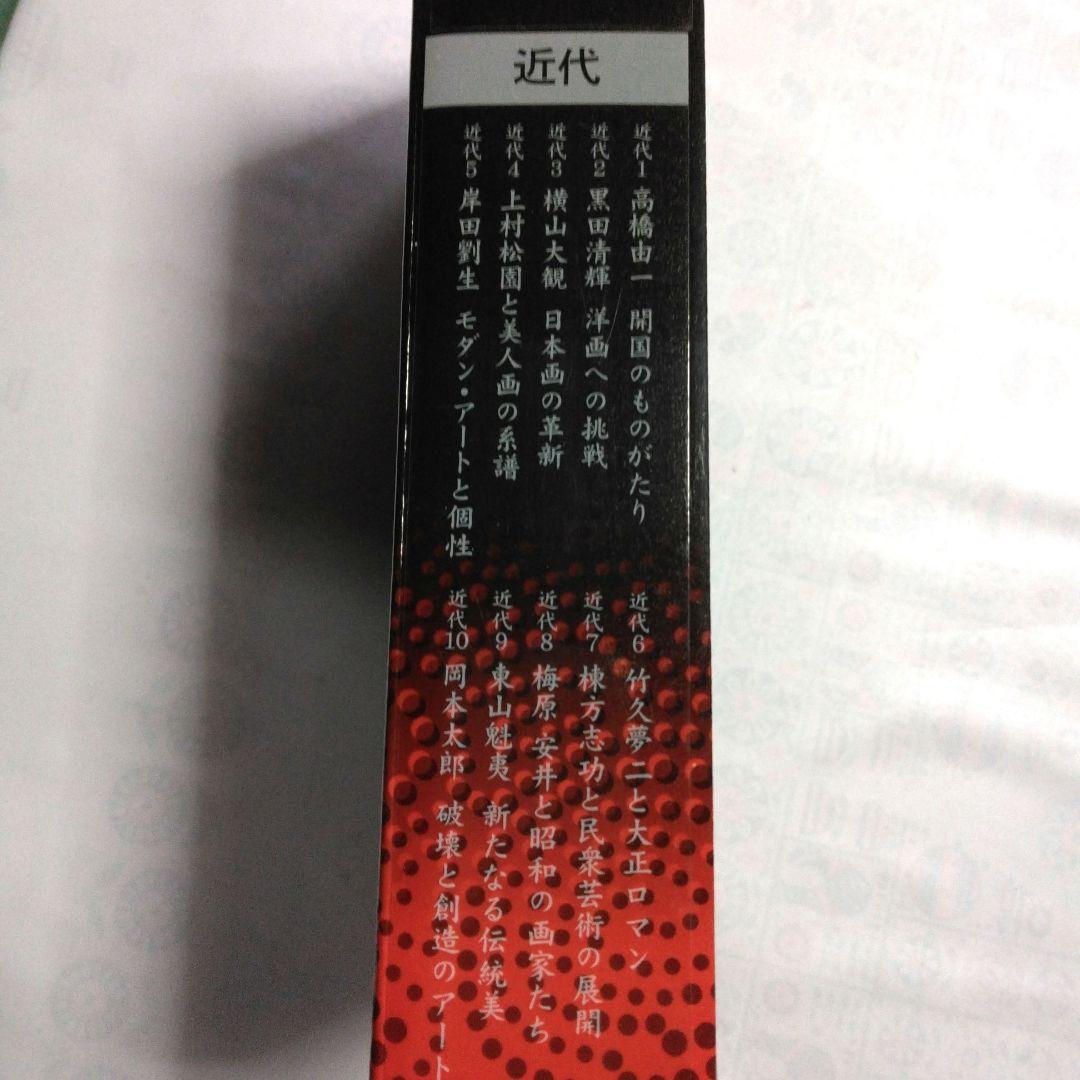 近代
近代1 高橋由一 開国のものがたり
近代2 黒田清輝 洋画への挑戦
近代3 横山大観 日本画の革新
近代4 上村松園と美人画の系譜
近代5 岸田劉生 モダン・アートと個性
近代6 竹久夢二と大正ロマン
近代7 棟方志功と民衆芸術の展開
近代8 梅原 安井と昭和の画家たち
近代9 東山魁夷 新たなる伝統美
近代10 岡本太郎 破壊と創造のアート